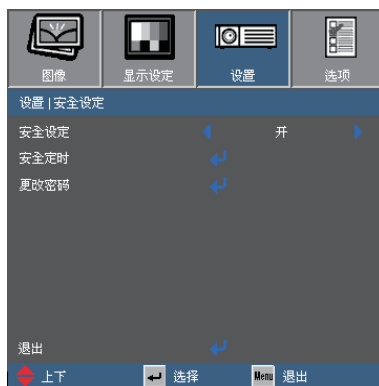 图像 显示设定 设置 选项
设置 | 安全设定
安全设定 开
安全定时
更改密码
退出
上下 选择 Menu 退出